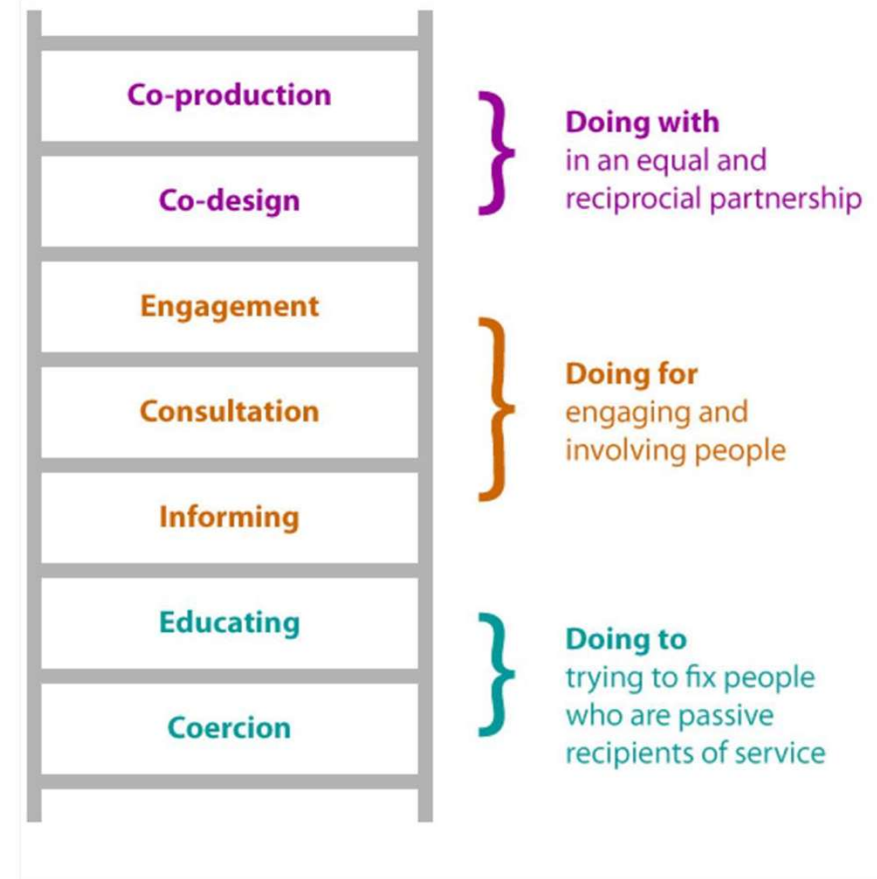 Co-production
Co-design
Engagement
Consultation
Informing
Educating
Coercion
Doing with
in an equal and
reciprocial partnership
Doing for
engaging and
involving people
Doing to
trying to fix people
who are passive
recipients of service